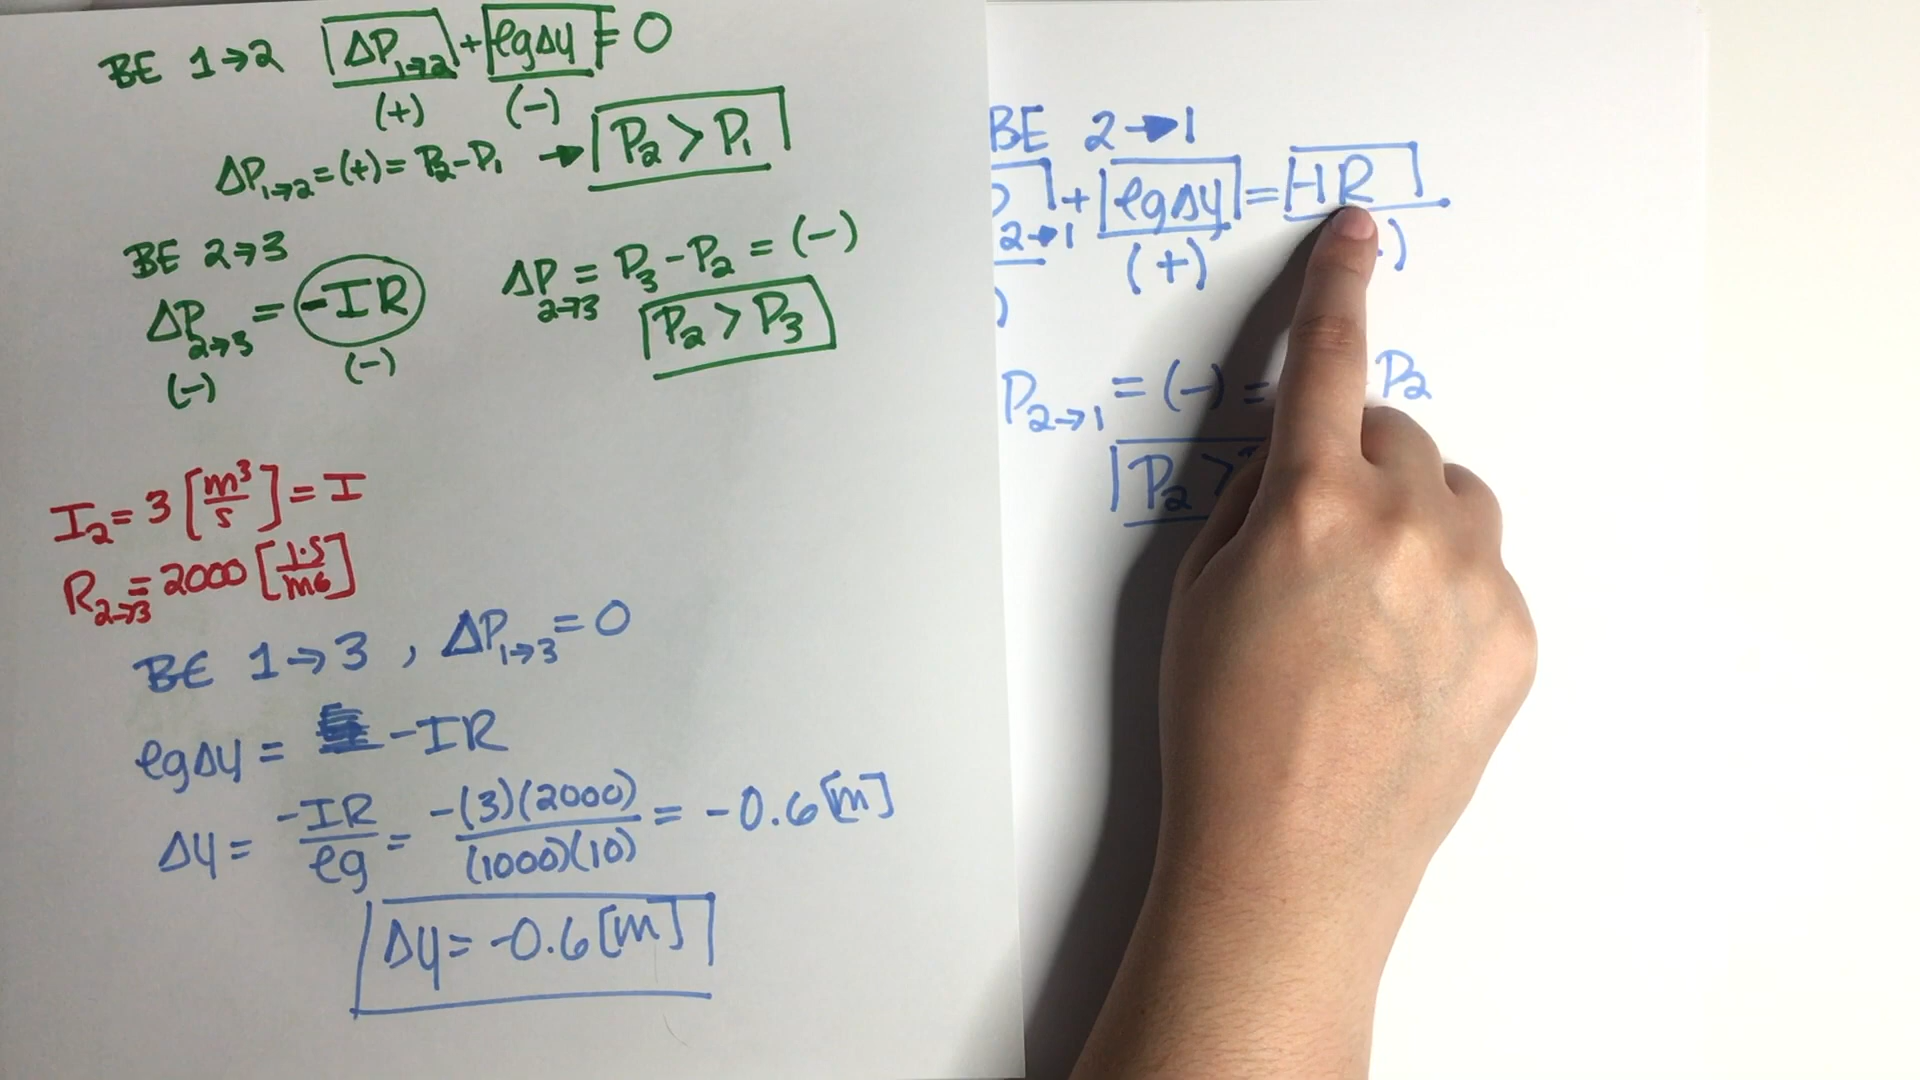 BE 1→2 ΔP1→2 + ρgΔy = 0
(+) (-)
ΔP1→2 = (+) = P2-P1 → P2 > P1
BE 2→3
ΔP2→3 = -IR
(-) (-)
ΔP2→3 = P3 - P2 = (-)
P2 > P3
I2 = 3 [m³/s] = I
R2→3 = 2000 [J·S/m6]
BE 1→3 , ΔP1→3 = 0
ρgΔy = -IR
Δy = -IR/ρg = -(3)(2000)/(1000)(10) = -0.6 [m]
Δy = -0.6 [m]
BE 2→1
2→1 + ρgΔy = -IR
(+)
P2→1 = (-) = P2
P2 >